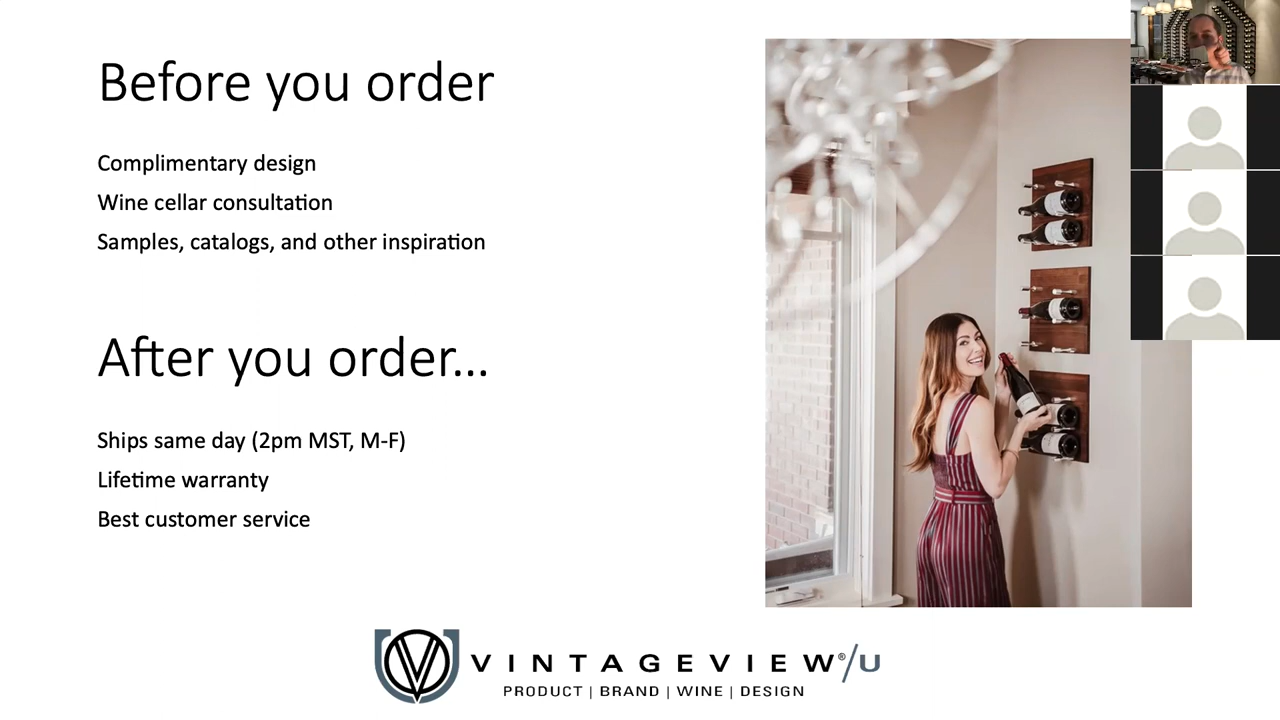 Before you order
Complimentary design
Wine cellar consultation
Samples, catalogs, and other inspiration
After you order...
Ships same day (2pm MST, M-F)
Lifetime warranty
Best customer service
VINTAGEVIEW®/U
PRODUCT | BRAND | WINE | DESIGN